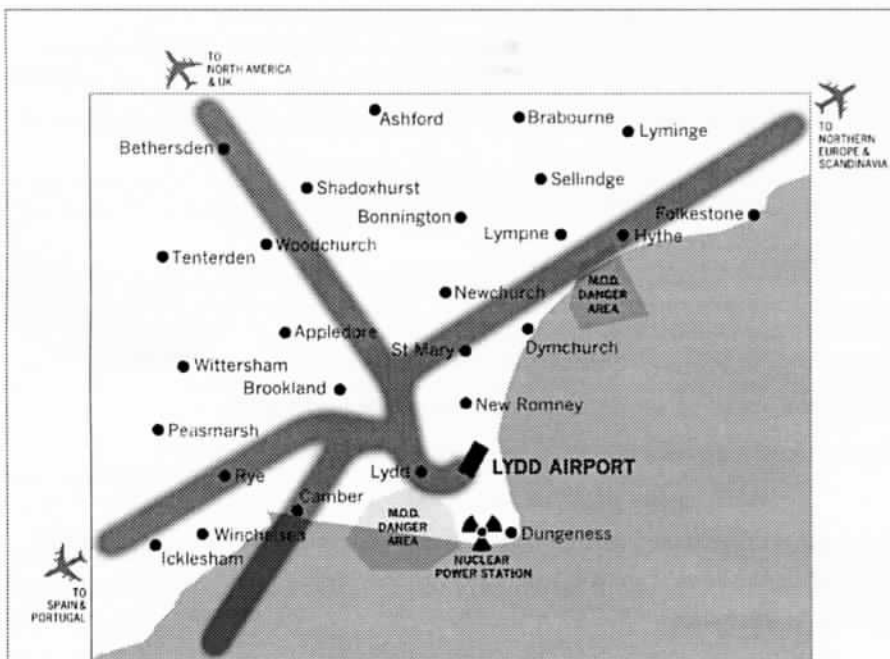 TO
NORTH AMERICA
& UK
TO
NORTHERN
EUROPE &
SCANDINAVIA
Ashford
Brabourne
Lyminge
Bethersden
Shadoxhurst
Sellindge
Bonnington
Folkestone
Woodchurch
Lympne
Hythe
Tenterden
M.O.D.
DANGER
AREA
Newchurch
Appledore
Dymchurch
St Mary
Wittersham
Brookland
New Romney
Peasmarsh
LYDD AIRPORT
Lydd
Rye
Camber
M.O.D.
DANGER
AREA
Winchelsea
Dungeness
Icklesham
NUCLEAR
POWER STATION
TO
SPAIN &
PORTUGAL